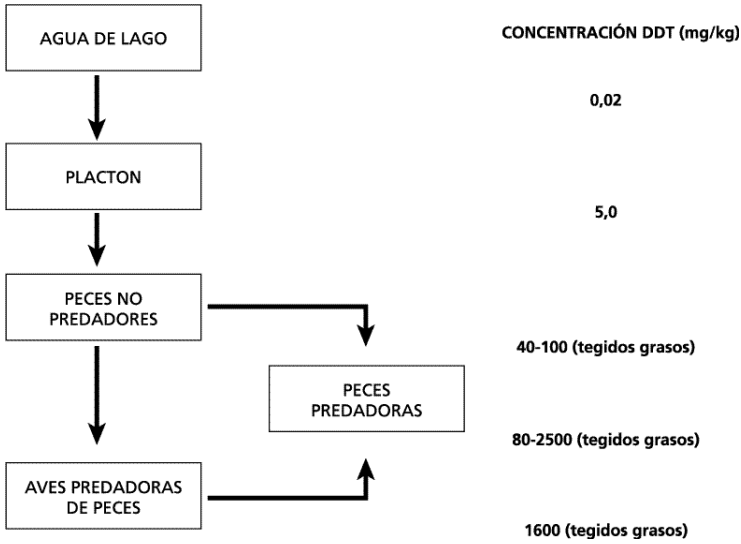 AGUA DE LAGO
CONCENTRACIÓN DDT (mg/kg)
0,02
PLACTON
5,0
PECES NO
PREDADORES
40-100 (tegidos grasos)
PECES
PREDADORAS
80-2500 (tegidos grasos)
AVES PREDADORAS
DE PECES
1600 (tegidos grasos)